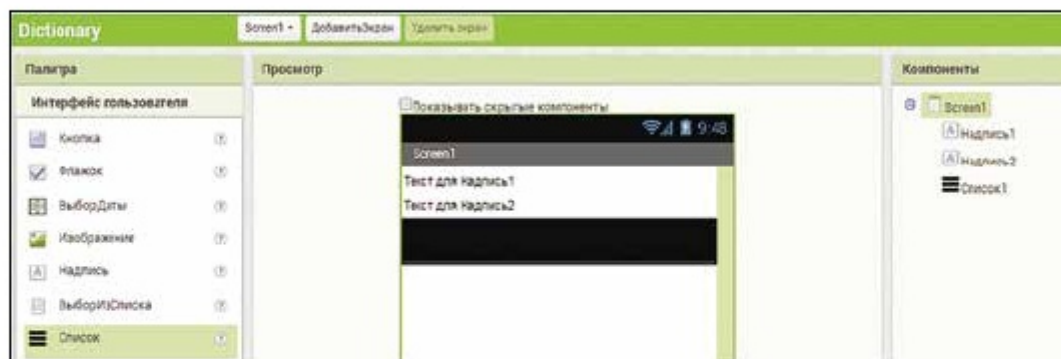 Dictionary
Screen1
ДобавитьЭкран
Удалить экран
Палитра
Интерфейс пользователя
Кнопка
Флажок
ВыборДаты
Изображение
Надпись
ВыборИзСписка
Список
Просмотр
Показывать скрытые компоненты
9:48
Screen1
Текст для Надпись1
Текст для Надпись2
Компоненты
Screen1
Надпись1
Надпись2
Список1